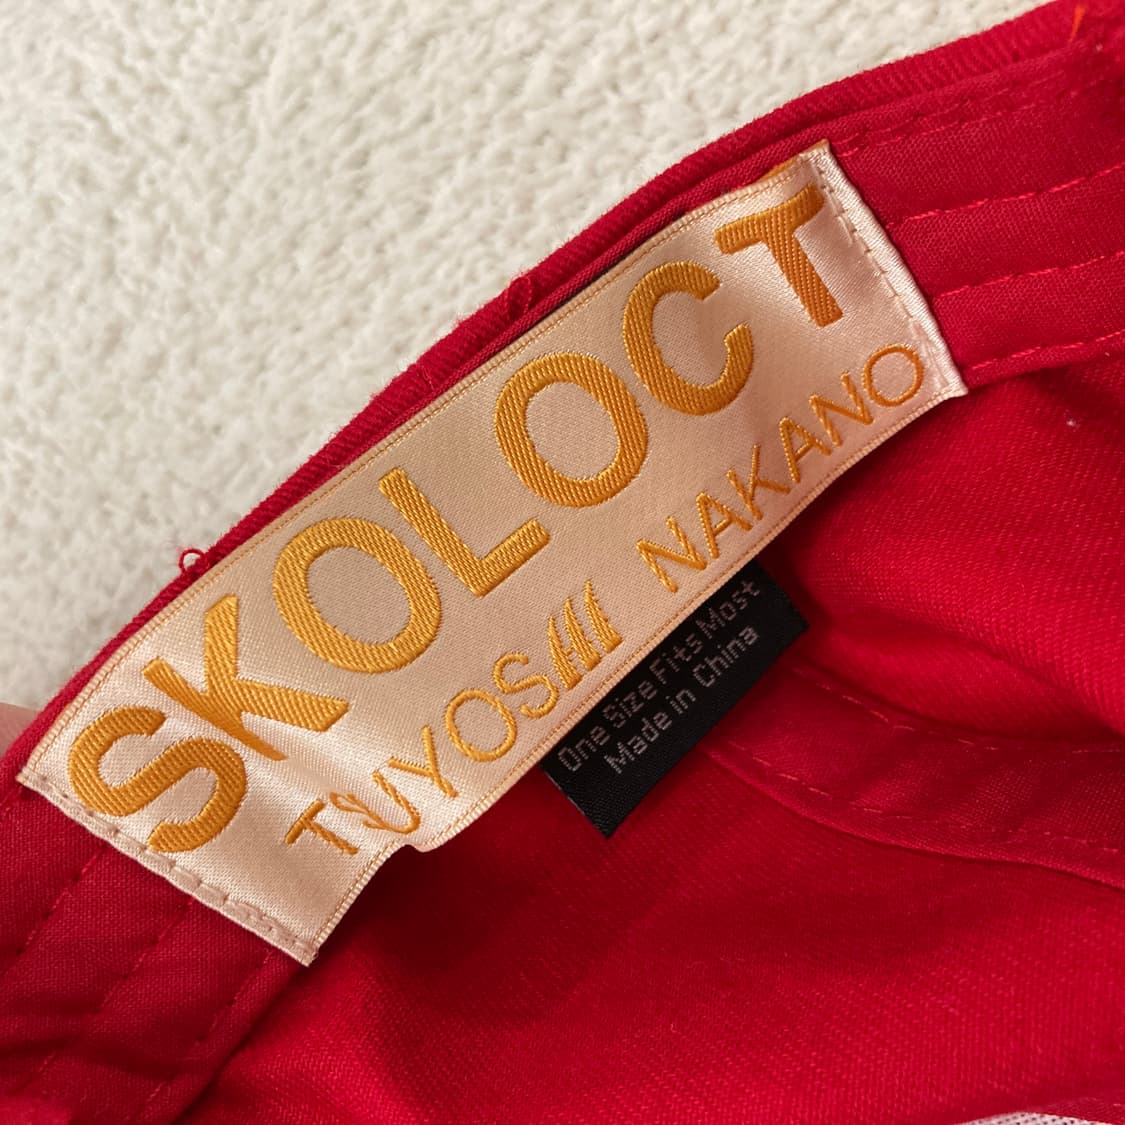 SKOLOCT
TSUYOSHI NAKANO
One Size Fits Most
Made in China